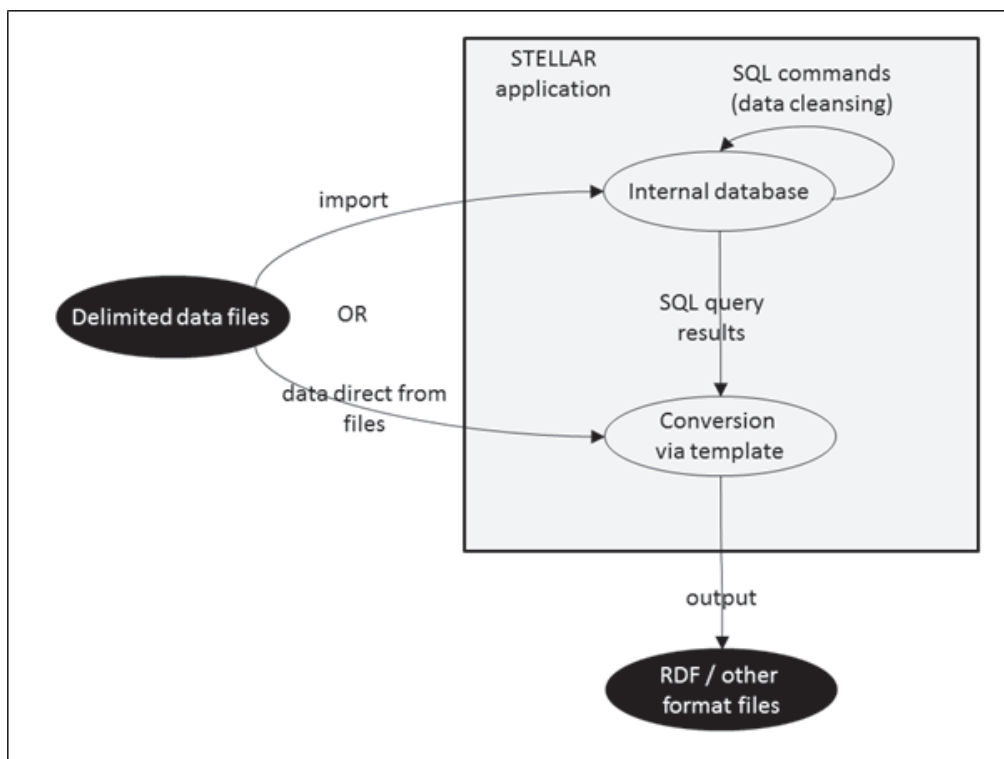 STELLAR
application
SQL commands
(data cleansing)
Internal database
import
Delimited data files
OR
SQL query
results
data direct from
files
Conversion
via template
output
RDF / other
format files